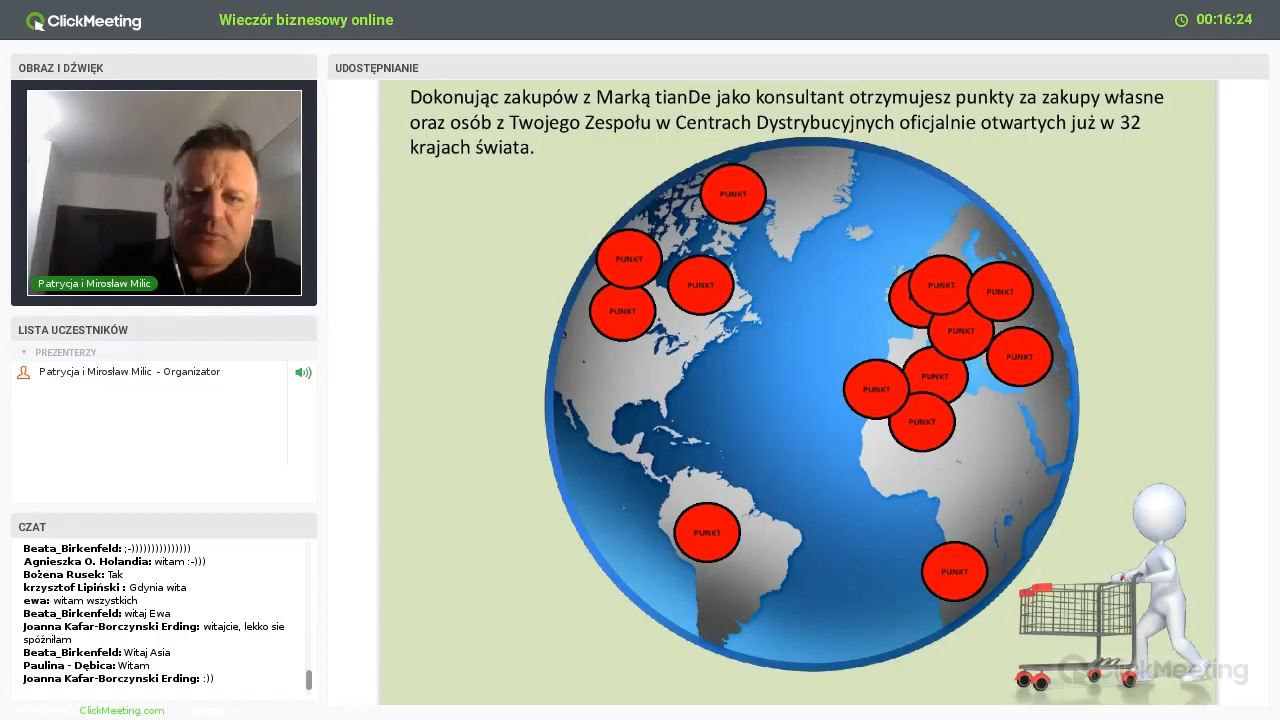 ClickMeeting
Wieczór biznesowy online
00:16:24
OBRAZ I DŹWIĘK
Patrycja i Mirosław Milic
LISTA UCZESTNIKÓW
PREZENTERZY
Patrycja i Mirosław Milic - Organizator
CZAT
Beata_Birkenfeld: ;-)))))))))))))))
Agnieszka O. Holandia: witam :-)))
Bożena Rusek: Tak
krzysztof Lipiński : Gdynia wita
ewa: witam wszystkich
Beata_Birkenfeld: witaj Ewa
Joanna Kafar-Borczynski Erding: witajcie, lekko sie
spóźniłam
Beata_Birkenfeld: Witaj Asia
Paulina - Dębica: Witam
Joanna Kafar-Borczynski Erding: :))
ClickMeeting.com
UDOSTĘPNIANIE
Dokonując zakupów z Marką tianDe jako konsultant otrzymujesz punkty za zakupy własne
oraz osób z Twojego Zespołu w Centrach Dystrybucyjnych oficjalnie otwartych już w 32
krajach świata.
PUNKT
PUNKT
PUNKT
PUNKT
PUNKT
PUNKT
PUNKT
PUNKT
PUNKT
PUNKT
PUNKT
PUNKT
PUNKT
ClickMeeting